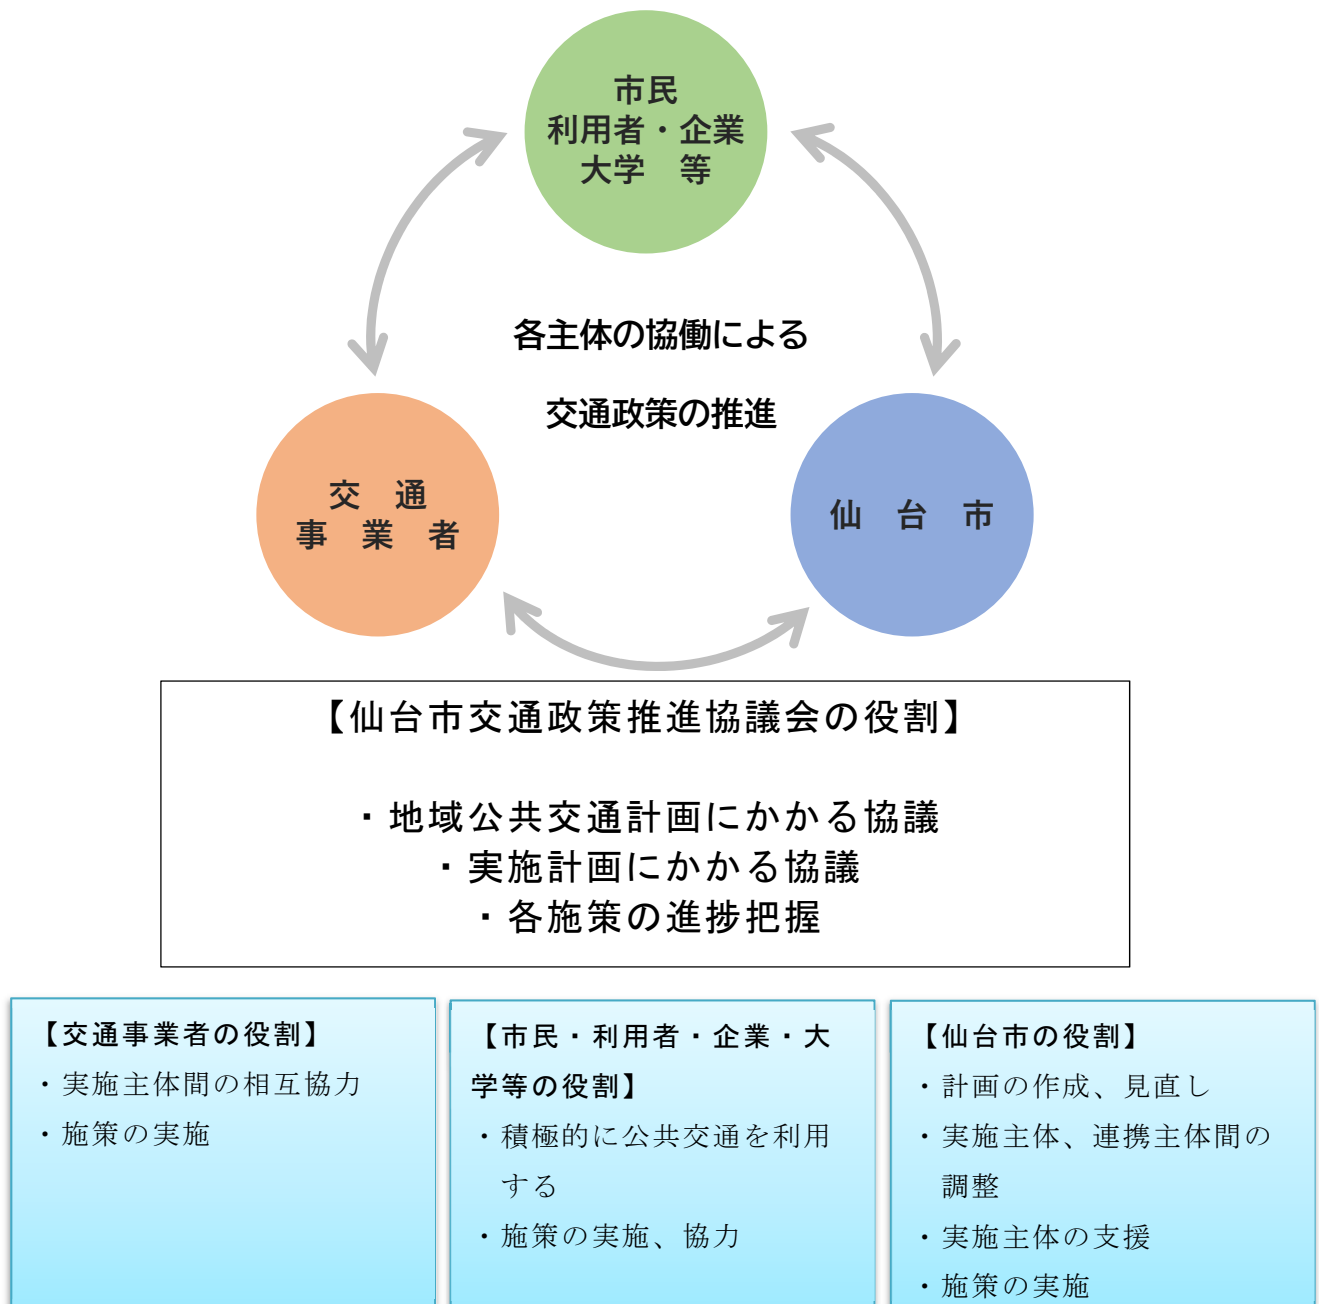 市民
利用者・企業
大学　等
各主体の協働による
交通政策の推進
交　通
事　業　者
仙　台　市
【仙台市交通政策推進協議会の役割】
・地域公共交通計画にかかる協議
・実施計画にかかる協議
・各施策の進捗把握
【交通事業者の役割】
・実施主体間の相互協力
・施策の実施
【市民・利用者・企業・大
学等の役割】
・積極的に公共交通を利用
する
・施策の実施、協力
【仙台市の役割】
・計画の作成、見直し
・実施主体、連携主体間の
調整
・実施主体の支援
・施策の実施